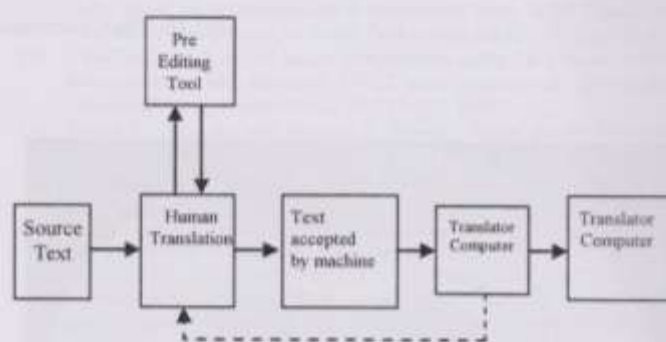 Pre
Editing
Tool
Source
Text
Human
Translation
Text
accepted
by machine
Translator
Computer
Translator
Computer